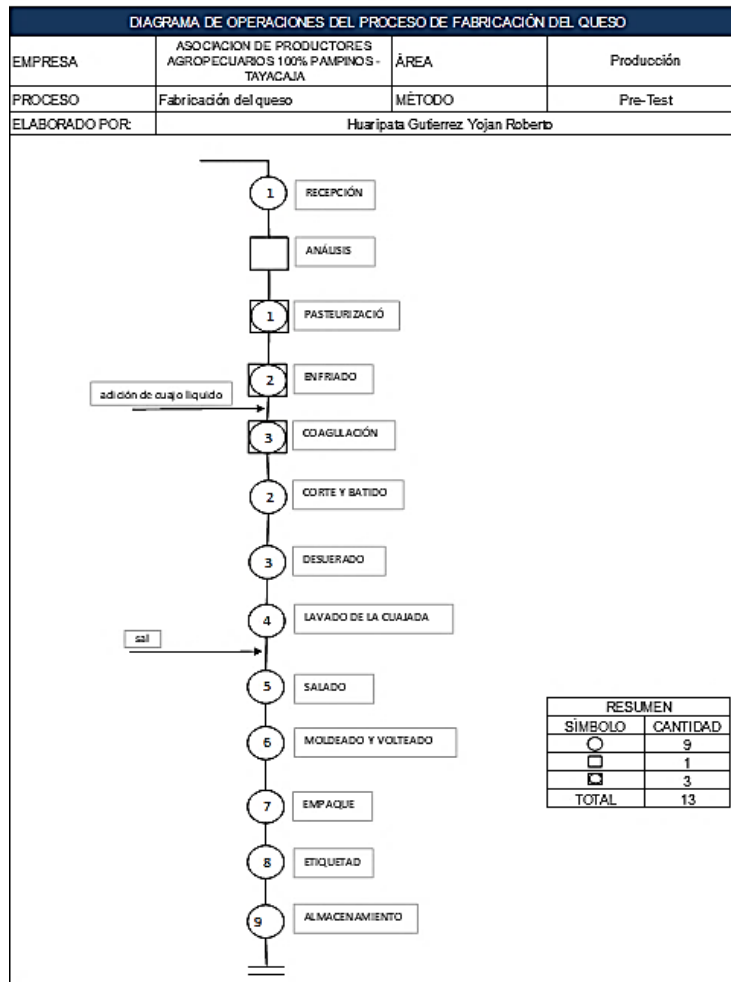 DIAGRAMA DE OPERACIONES DEL PROCESO DE FABRICACIÓN DEL QUESO
EMPRESA
ASOCIACION DE PRODUCTORES
AGROPECUARIOS 100% PAMPINOS -
TAYACAJA
ÁREA
Producción
PROCESO
Fabricación del queso
MÉTODO
Pre-Test
ELABORADO POR:
Huaripata Gutierrez Yojan Roberto
1
RECEPCIÓN
ANÁLISIS
1
PASTEURIZACIÓ
2
ENFRIADO
adición de cuajo liquido
3
COAGULACIÓN
2
CORTE Y BATIDO
3
DESUERADO
4
LAVADO DE LA CUAJADA
sal
5
SALADO
6
MOLDEADO Y VOLTEADO
7
EMPAQUE
8
ETIQUETAD
9
ALMACENAMIENTO
RESUMEN
SÍMBOLO CANTIDAD
9
1
3
TOTAL 13